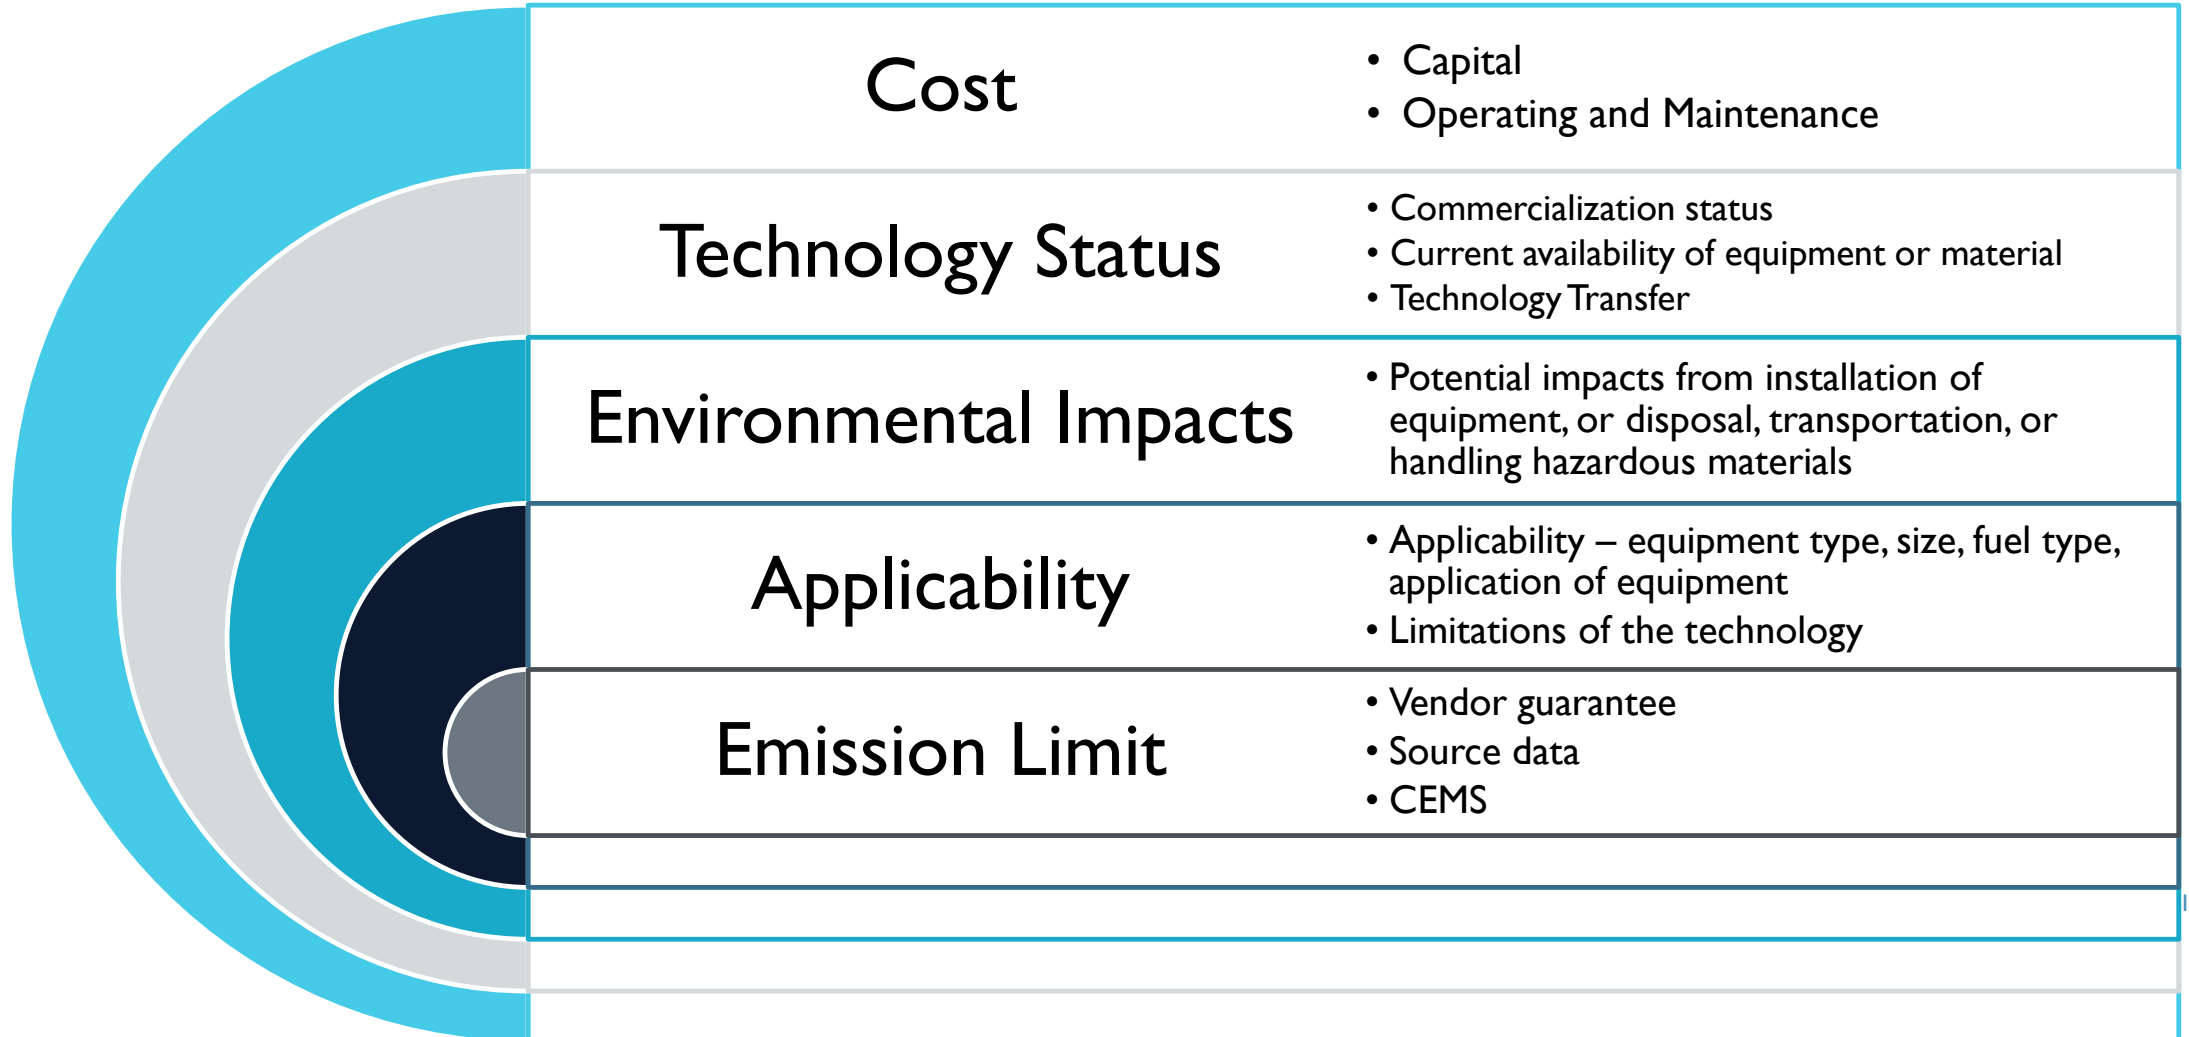 Cost
• Capital
• Operating and Maintenance
Technology Status
• Commercialization status
• Current availability of equipment or material
• Technology Transfer
Environmental Impacts
• Potential impacts from installation of
equipment, or disposal, transportation, or
handling hazardous materials
Applicability
• Applicability – equipment type, size, fuel type,
application of equipment
• Limitations of the technology
Emission Limit
• Vendor guarantee
• Source data
• CEMS